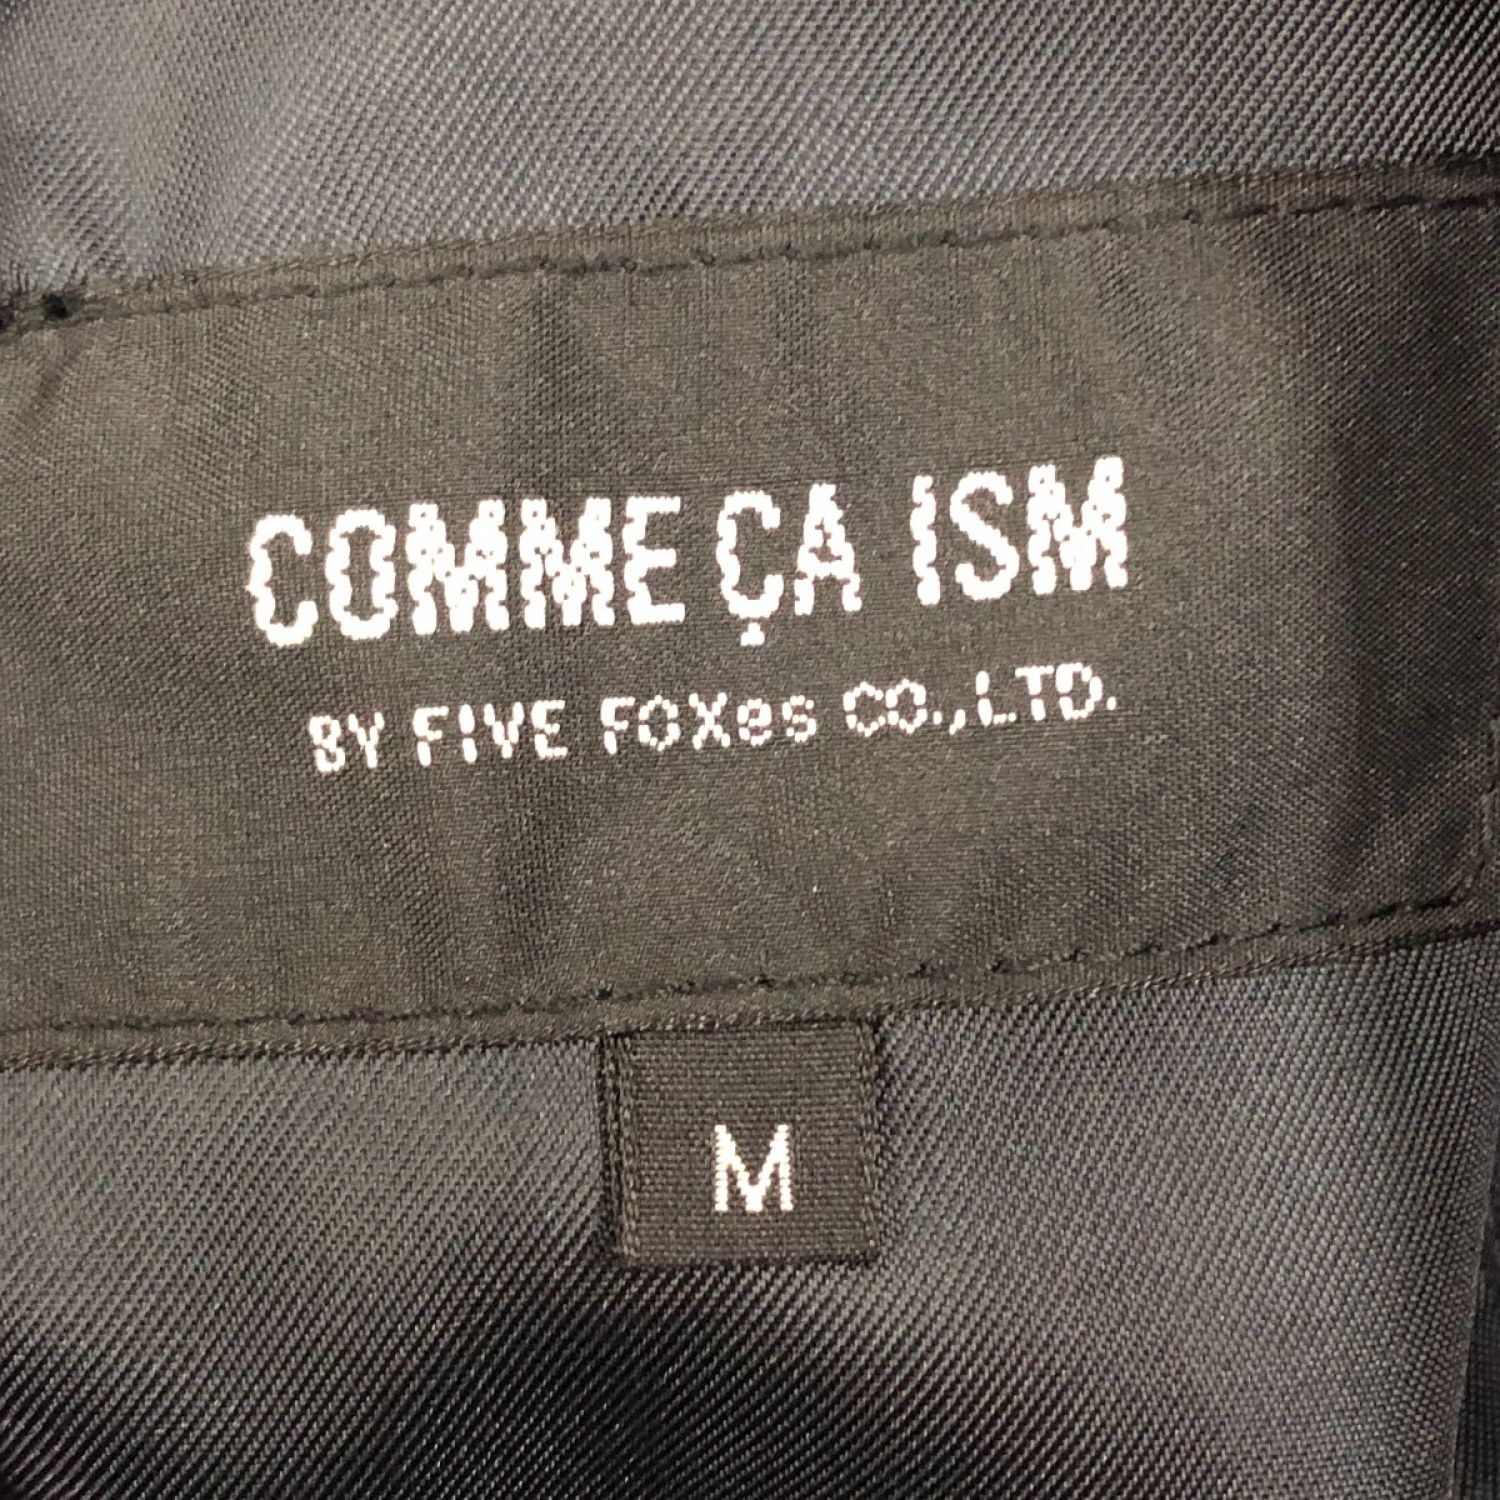 COMME ÇA ISM
BY FIVE FOXes CO.,LTD.
M